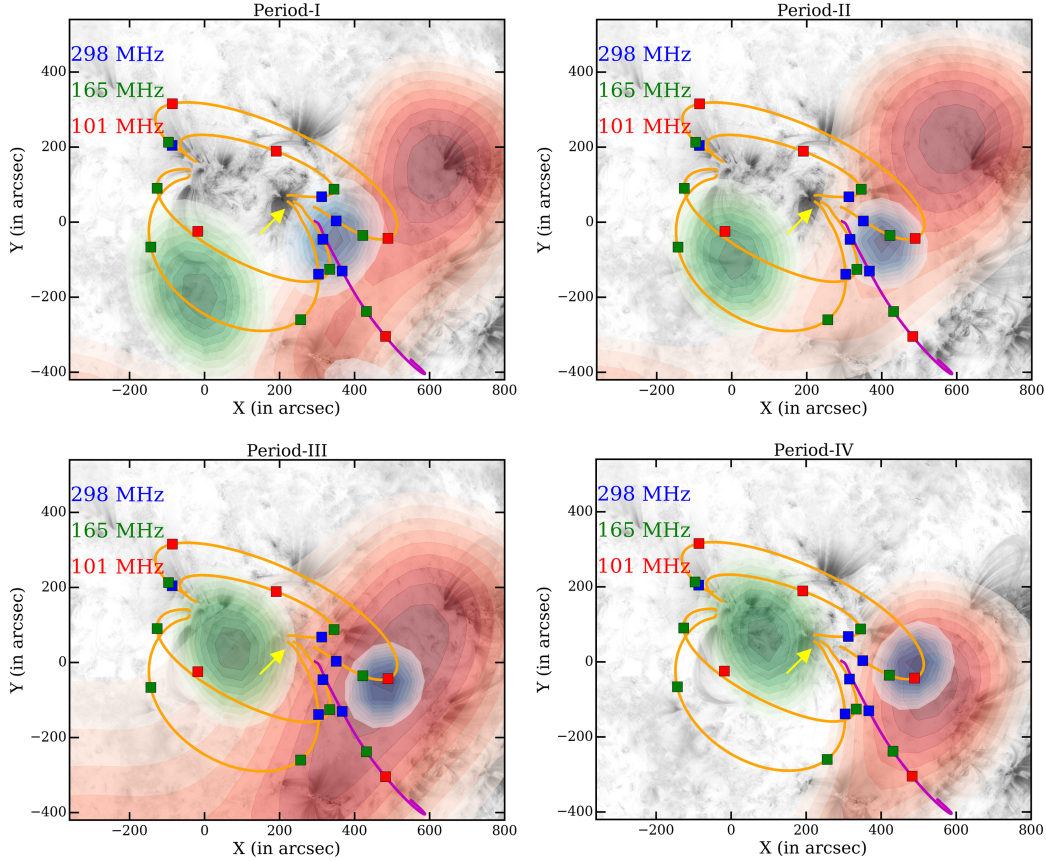 Period-I
298 MHz
165 MHz
101 MHz
400
200
0
−200
−400
−200 0 200 400 600 800
X (in arcsec)
Y (in arcsec)
Period-II
298 MHz
165 MHz
101 MHz
400
200
0
−200
−400
−200 0 200 400 600 800
X (in arcsec)
Y (in arcsec)
Period-III
298 MHz
165 MHz
101 MHz
400
200
0
−200
−400
−200 0 200 400 600 800
X (in arcsec)
Y (in arcsec)
Period-IV
298 MHz
165 MHz
101 MHz
400
200
0
−200
−400
−200 0 200 400 600 800
X (in arcsec)
Y (in arcsec)